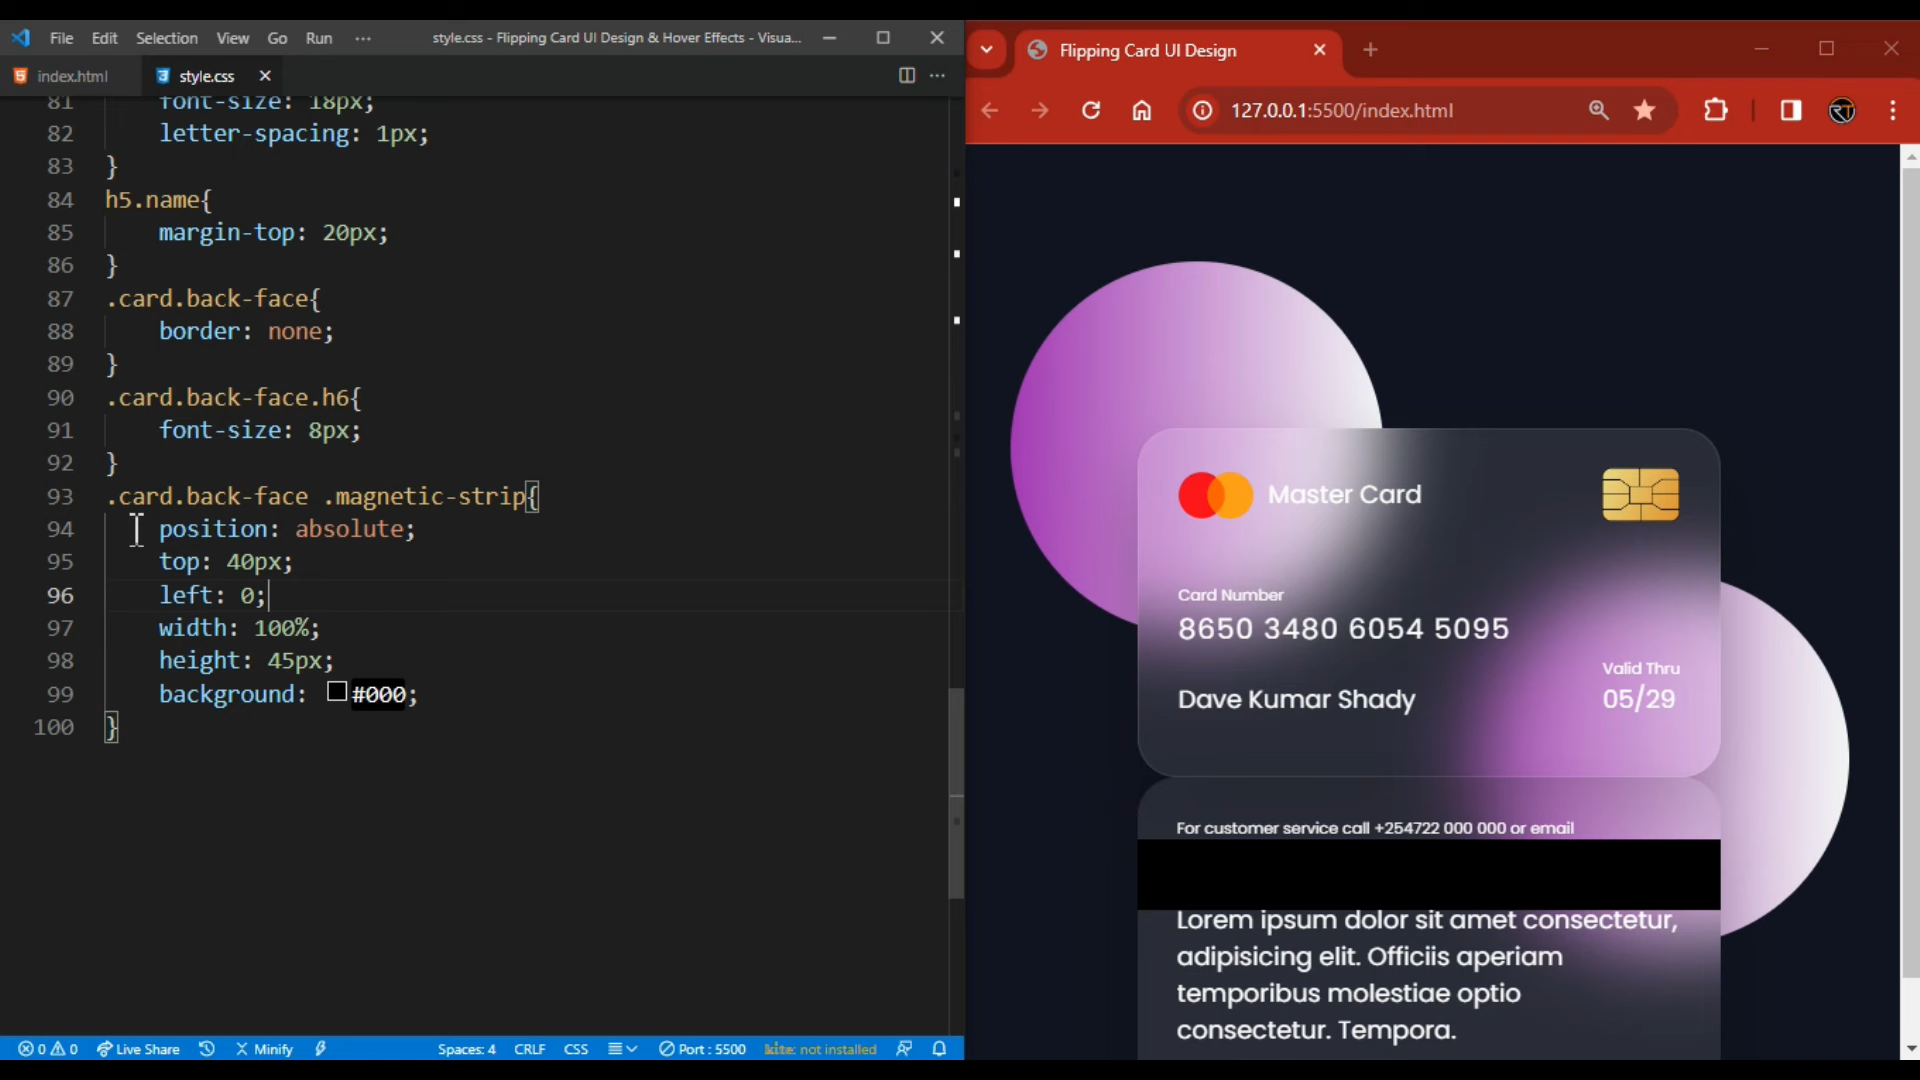 File Edit Selection View Go Run ··· style.css - Flipping Card UI Design & Hover Effects - Visua...
index.html style.css
81 font-size: 18px;
82 letter-spacing: 1px;
83 }
84 h5.name{
85 margin-top: 20px;
86 }
87 .card.back-face{
88 border: none;
89 }
90 .card.back-face.h6{
91 font-size: 8px;
92 }
93 .card.back-face .magnetic-strip{
94 position: absolute;
95 top: 40px;
96 left: 0;
97 width: 100%;
98 height: 45px;
99 background: #000;
100 }
0 0 Live Share Minify Spaces: 4 CRLF CSS Port : 5500 kite: not installed
Flipping Card UI Design
127.0.0.1:5500/index.html
RT
Master Card
Card Number
8650 3480 6054 5095
Valid Thru
Dave Kumar Shady 05/29
For customer service call +254722 000 000 or email
Lorem ipsum dolor sit amet consectetur,
adipisicing elit. Officiis aperiam
temporibus molestiae optio
consectetur. Tempora.